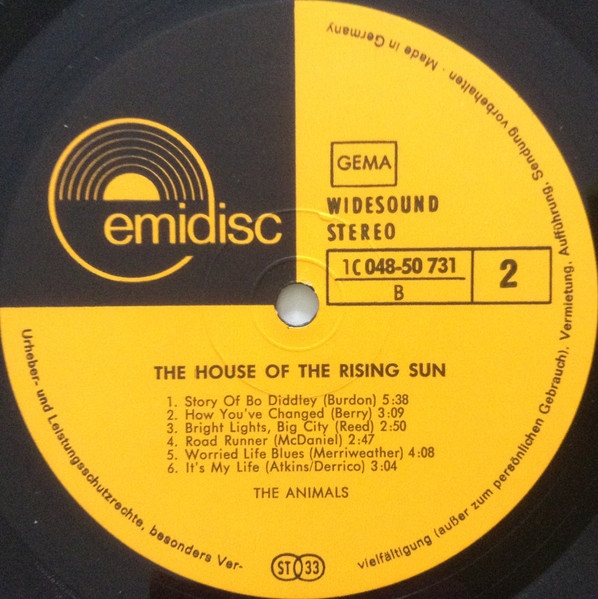 emidisc
GEMA
WIDESOUND
STEREO
1C 048-50 731
B
2
THE HOUSE OF THE RISING SUN
1. Story Of Bo Diddley (Burdon) 5:38
2. How You've Changed (Berry) 3:09
3. Bright Lights, Big City (Reed) 2:50
4. Road Runner (McDaniel) 2:47
5. Worried Life Blues (Merriweather) 4:08
6. It's My Life (Atkins/Derrico) 3:04
THE ANIMALS
ST 33
Urheber- und Leistungsschutzrechte, besonders Ver-
vielfältigung (außer zum persönlichen Gebrauch). Vermietung, Aufführung, Sendung vorbehalten · Made in Germany